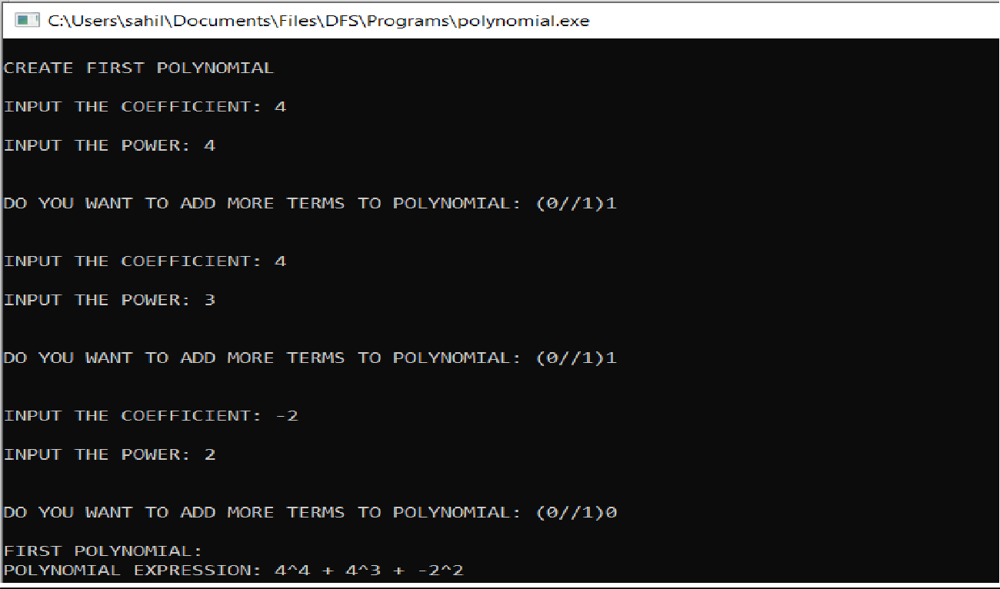 C:\Users\sahil\Documents\Files\DFS\Programs\polynomial.exe
CREATE FIRST POLYNOMIAL
INPUT THE COEFFICIENT: 4
INPUT THE POWER: 4
DO YOU WANT TO ADD MORE TERMS TO POLYNOMIAL: (0//1)1
INPUT THE COEFFICIENT: 4
INPUT THE POWER: 3
DO YOU WANT TO ADD MORE TERMS TO POLYNOMIAL: (0//1)1
INPUT THE COEFFICIENT: -2
INPUT THE POWER: 2
DO YOU WANT TO ADD MORE TERMS TO POLYNOMIAL: (0//1)0
FIRST POLYNOMIAL:
POLYNOMIAL EXPRESSION: 4^4 + 4^3 + -2^2